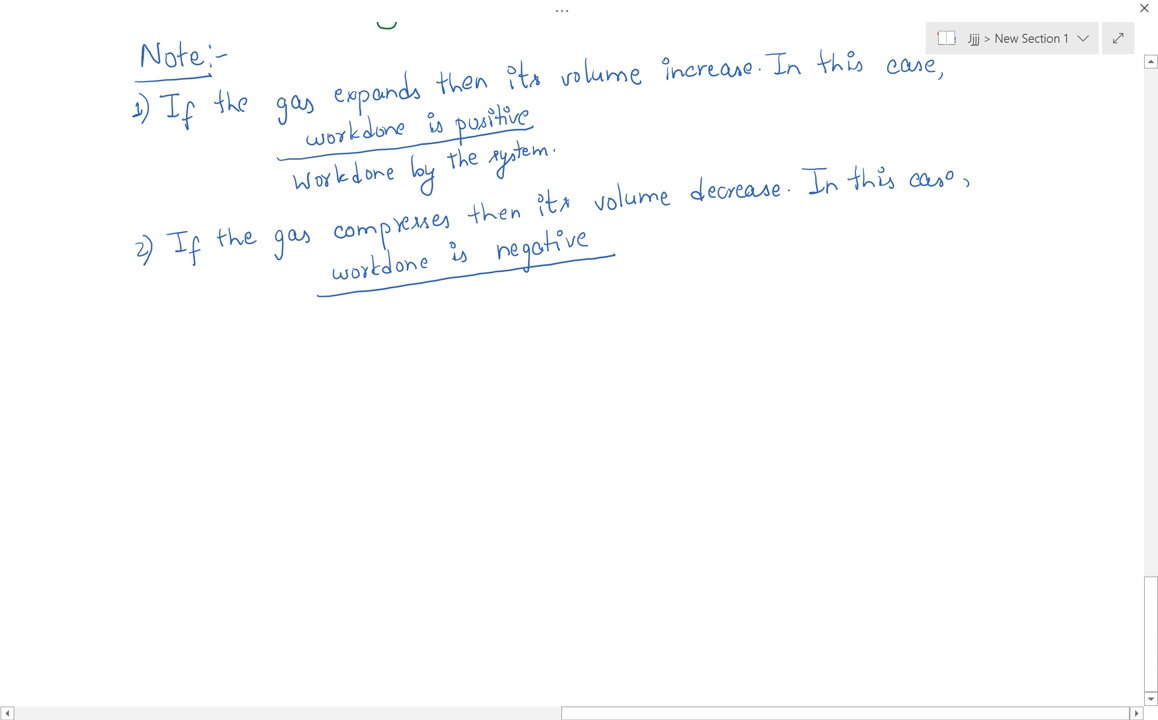 Jjjj > New Section 1
Note:-
1) If the gas expands then its volume increase. In this case,
workdone is positive
Workdone by the system.
2) If the gas compresses then its volume decrease. In this case,
workdone is negative